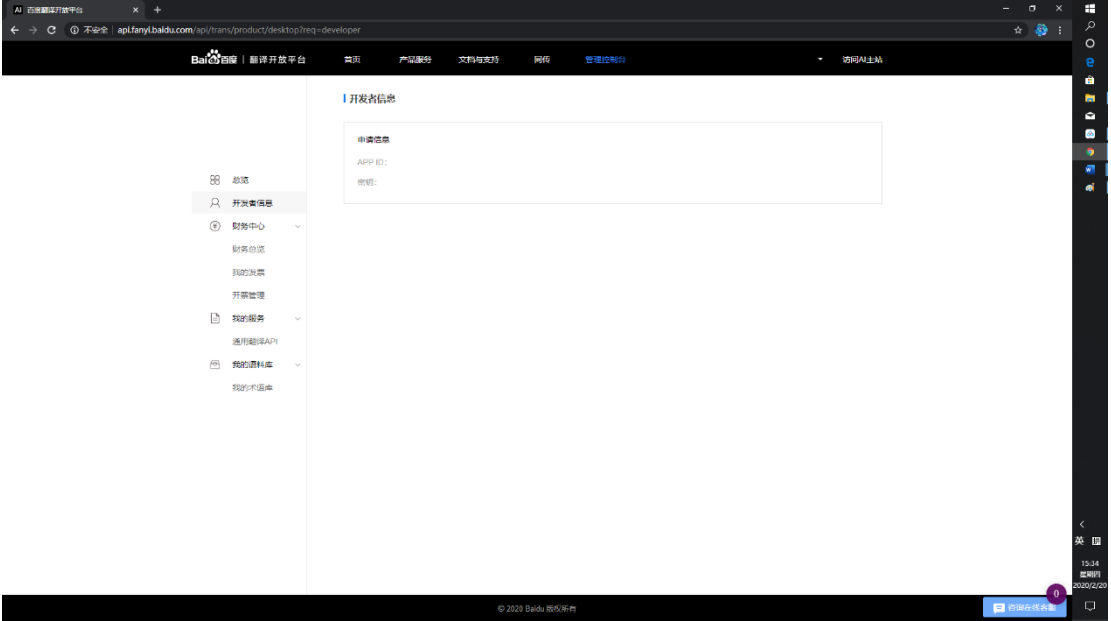 AI 百度翻译开放平台
不安全 api.fanyi.baidu.com/api/trans/product/desktop?req=developer
Bai百度 | 翻译开放平台 首页 产品服务 文档与支持 同传 管理控制台 访问AI主站
开发者信息
申请信息
APP ID:
密钥:
总览
开发者信息
财务中心
财务总览
我的发票
开票管理
我的服务
通用翻译API
我的语料库
我的术语库
英
15:34
星期四
2020/2/20
0
咨询在线客服
© 2020 Baidu 版权所有